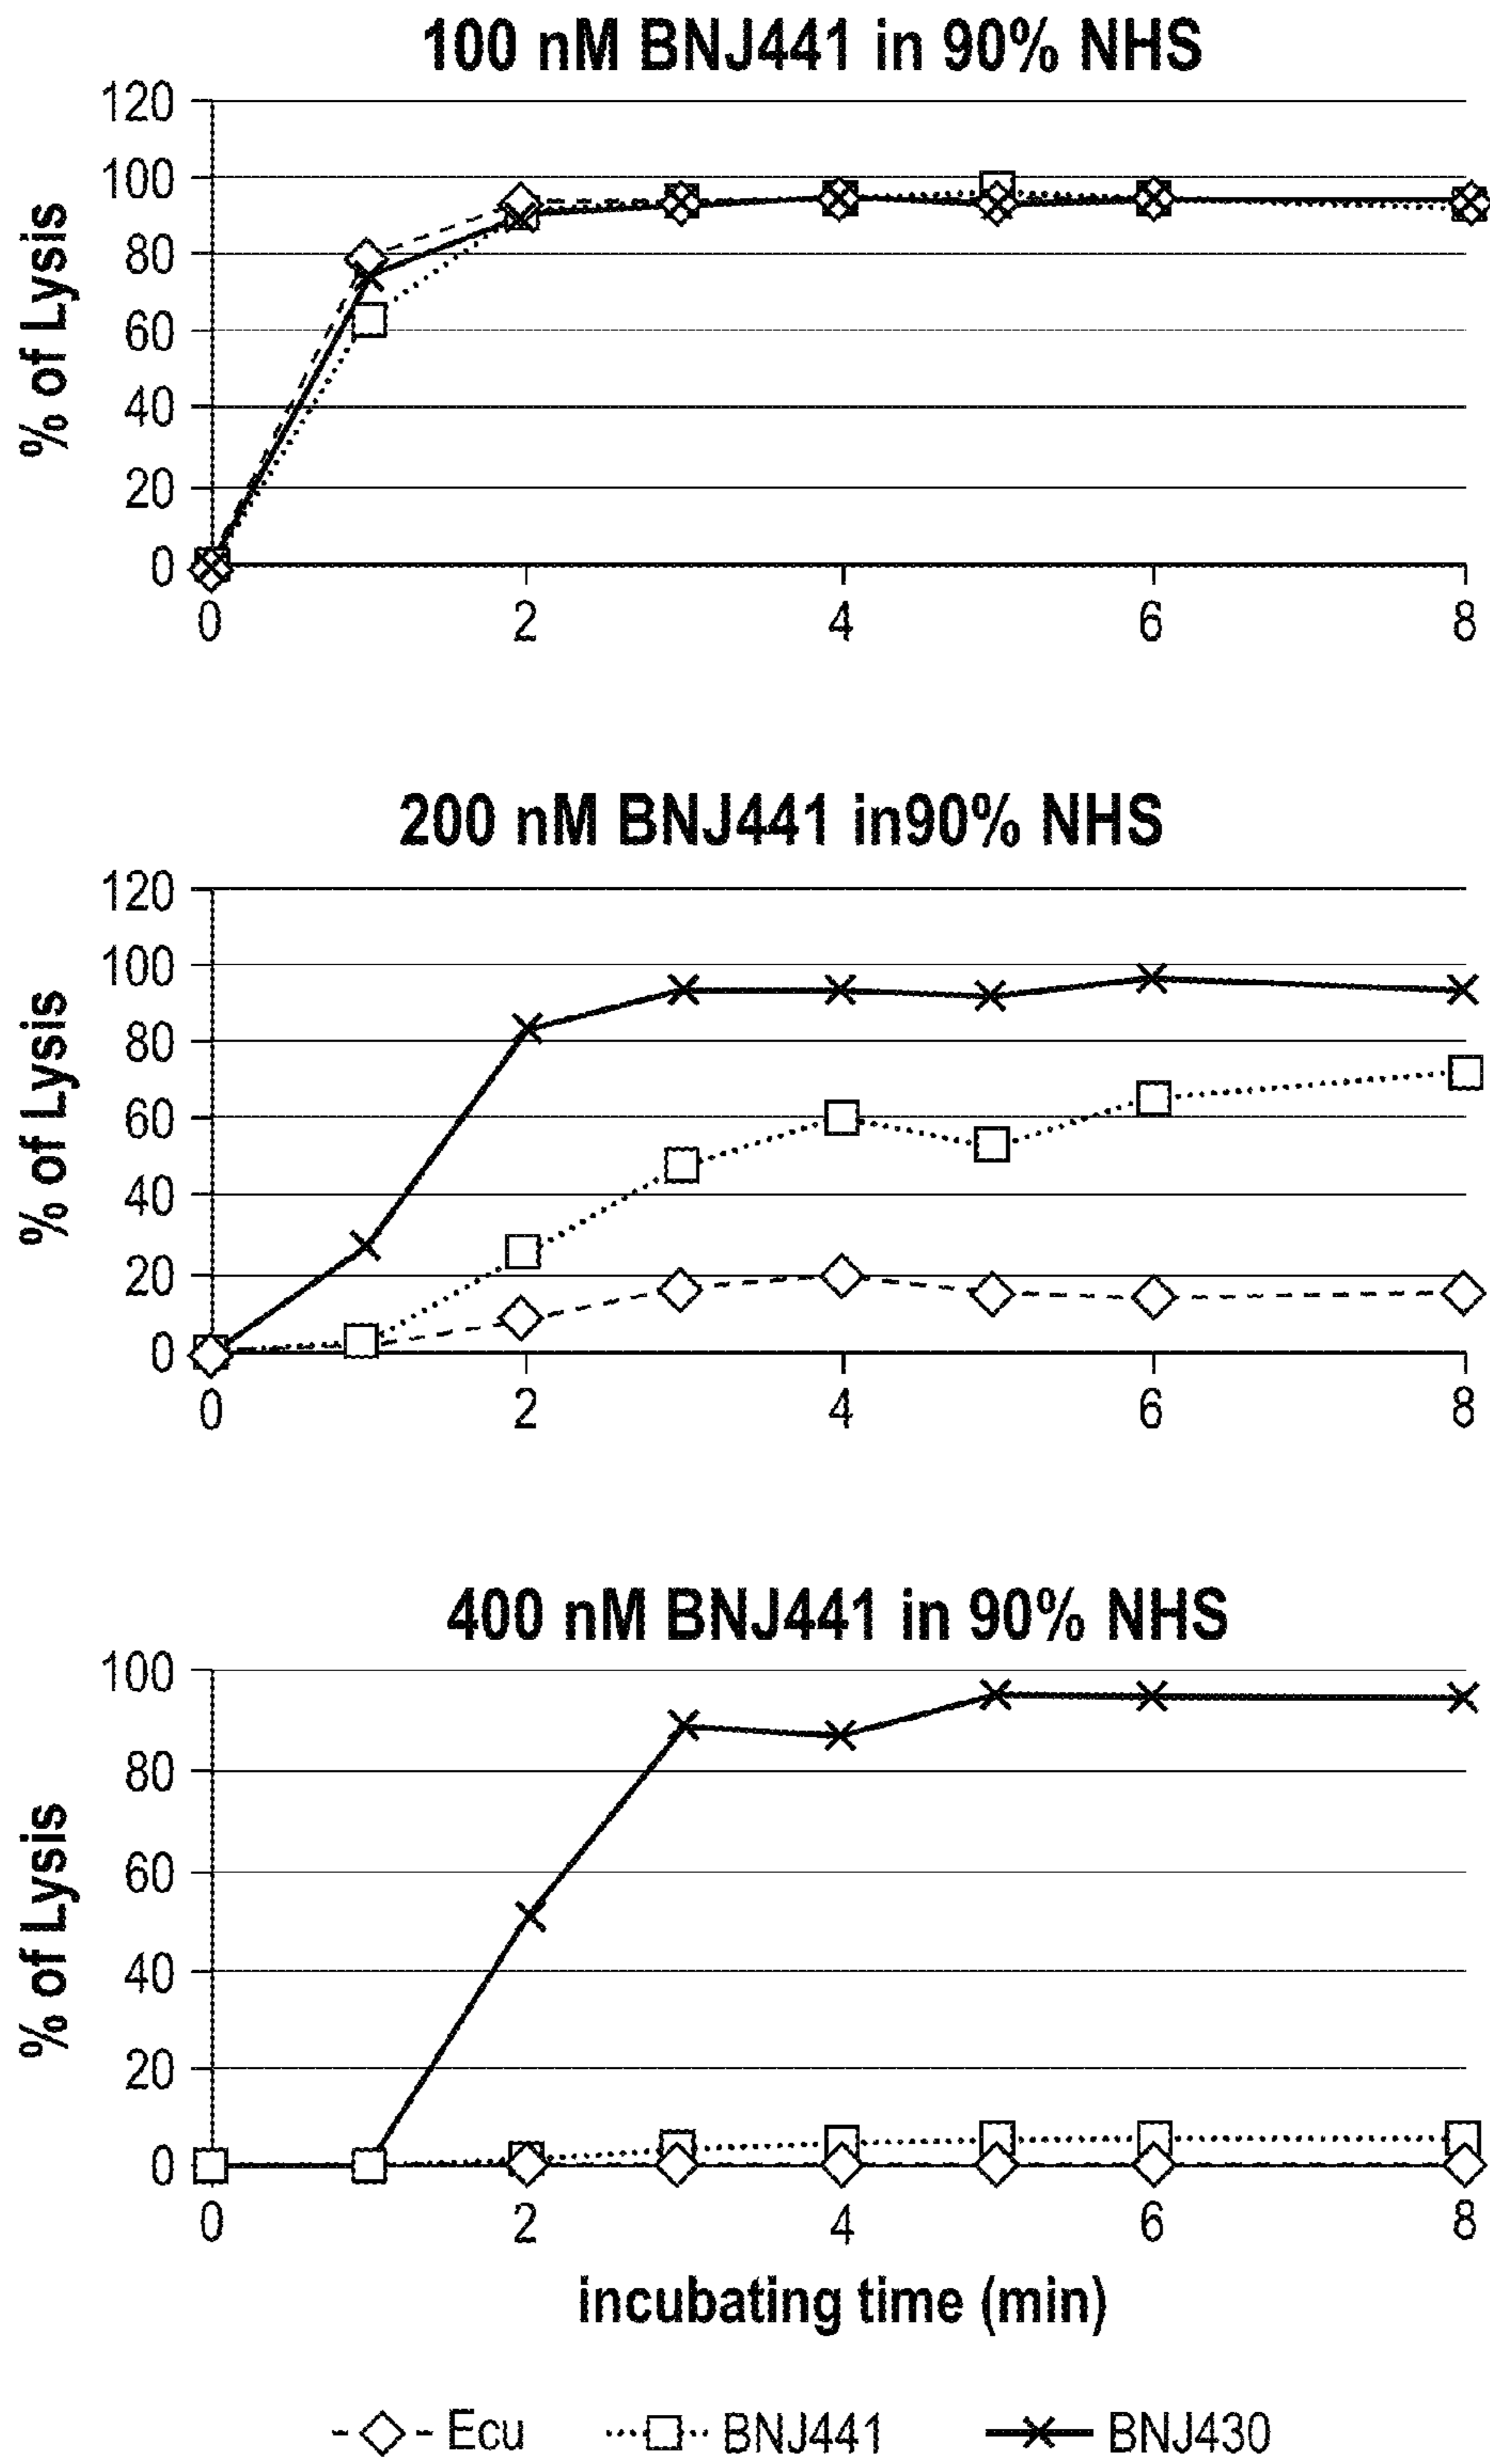 100 nM BNJ441 in 90% NHS
120
100
80
60
40
20
0
% of Lysis
0 2 4 6 8
200 nM BNJ441 in90% NHS
120
100
80
60
40
20
0
% of Lysis
0 2 4 6 8
400 nM BNJ441 in 90% NHS
100
80
60
40
20
0
% of Lysis
0 2 4 6 8
incubating time (min)
Ecu BNJ441 BNJ430